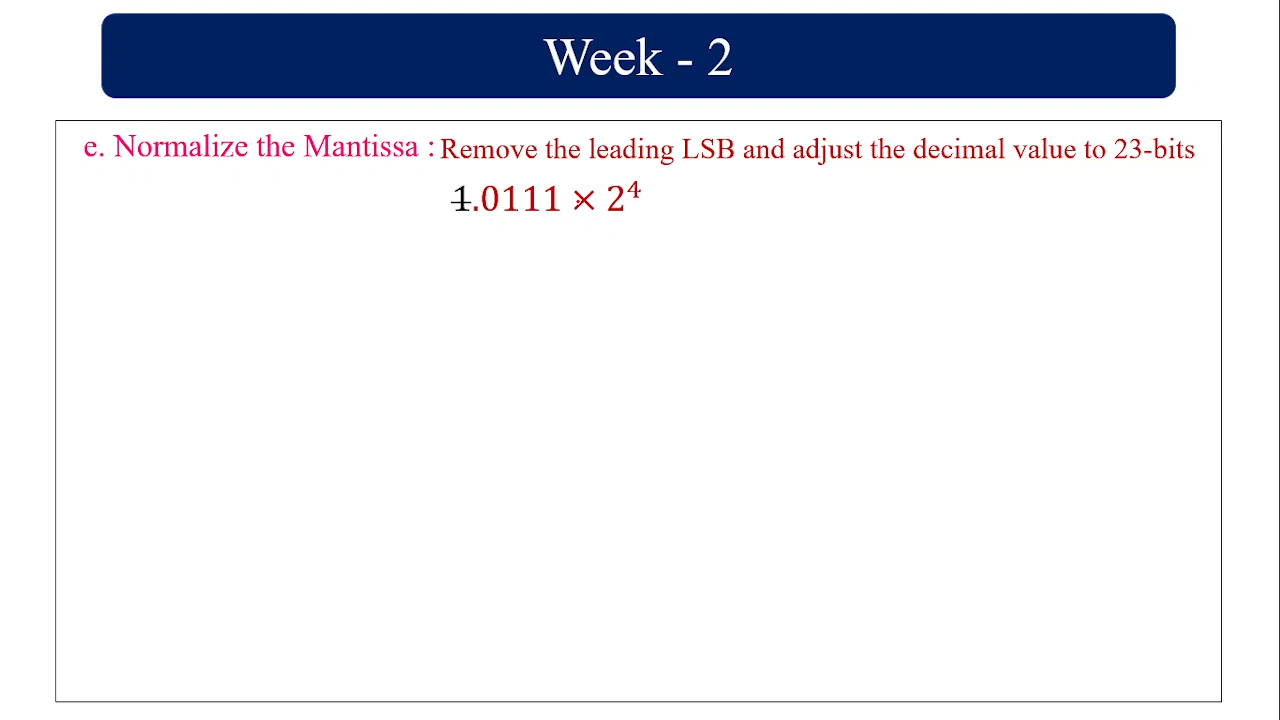 Week - 2
e. Normalize the Mantissa : Remove the leading LSB and adjust the decimal value to 23-bits
1.0111 × 2⁴